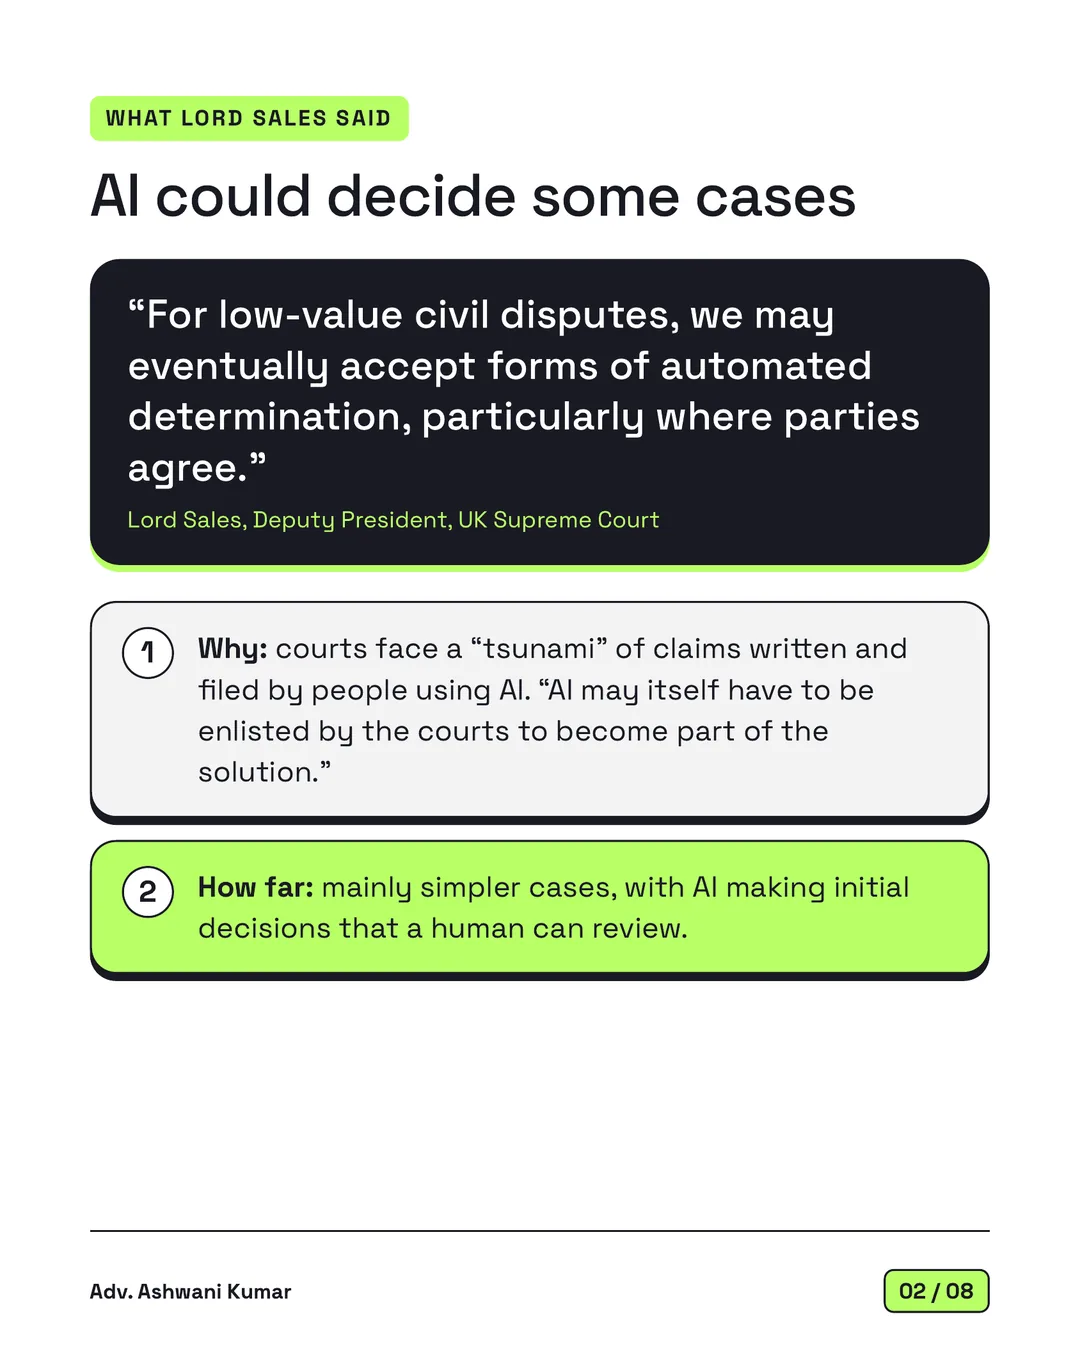 WHAT LORD SALES SAID
AI could decide some cases
“For low-value civil disputes, we may
eventually accept forms of automated
determination, particularly where parties
agree.”
Lord Sales, Deputy President, UK Supreme Court
1
Why: courts face a “tsunami” of claims written and
filed by people using AI. “AI may itself have to be
enlisted by the courts to become part of the
solution.”
2
How far: mainly simpler cases, with AI making initial
decisions that a human can review.
Adv. Ashwani Kumar
02 / 08